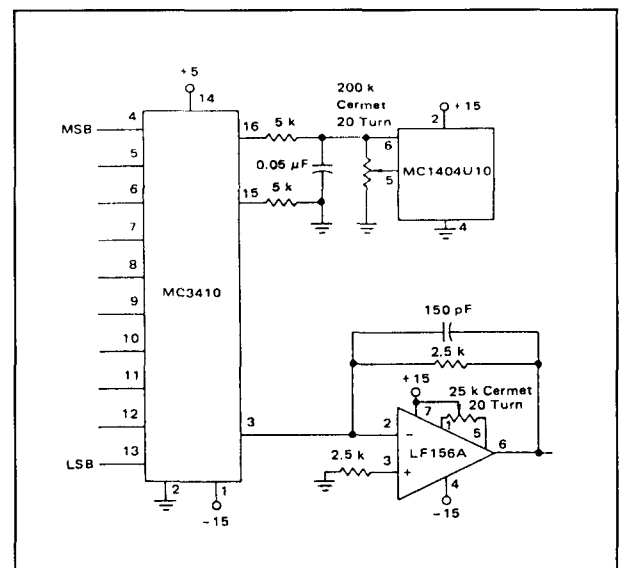 +5
14
MSB
4
5
6
7
8
9
10
11
12
LSB
13
MC3410
16
5 k
0.05 µF
15
5 k
200 k
Cermet
20 Turn
+15
2
6
5
MC1404U10
4
3
2
1
-15
150 pF
2.5 k
+15
25 k Cermet
20 Turn
7
1
5
2
-
LF156A
6
2.5 k
3
+
4
-15